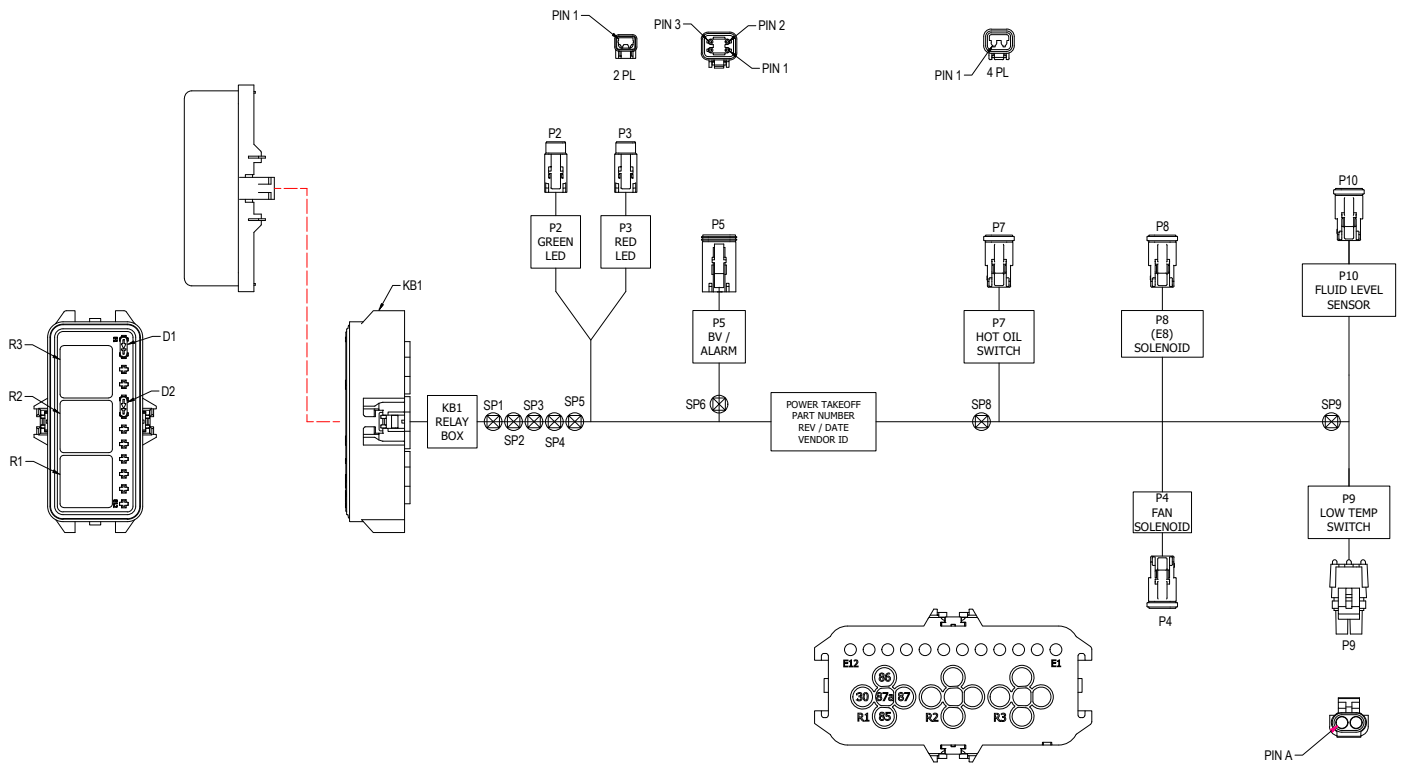 PIN 1
2 PL
PIN 3
PIN 2
PIN 1
PIN 1
4 PL
P2
P3
P5
P7
P8
P10
P2
GREEN
LED
P3
RED
LED
P5
BV /
ALARM
P7
HOT OIL
SWITCH
P8
(E8)
SOLENOID
P10
FLUID LEVEL
SENSOR
KB1
R3
R2
R1
D1
D2
KB1
RELAY
BOX
SP1
SP2
SP3
SP4
SP5
SP6
POWER TAKEOFF
PART NUMBER
REV / DATE
VENDOR ID
SP8
SP9
P4
FAN
SOLENOID
P4
P9
LOW TEMP
SWITCH
P9
E12
E1
86
30
87a
87
85
R1
R2
R3
PIN A